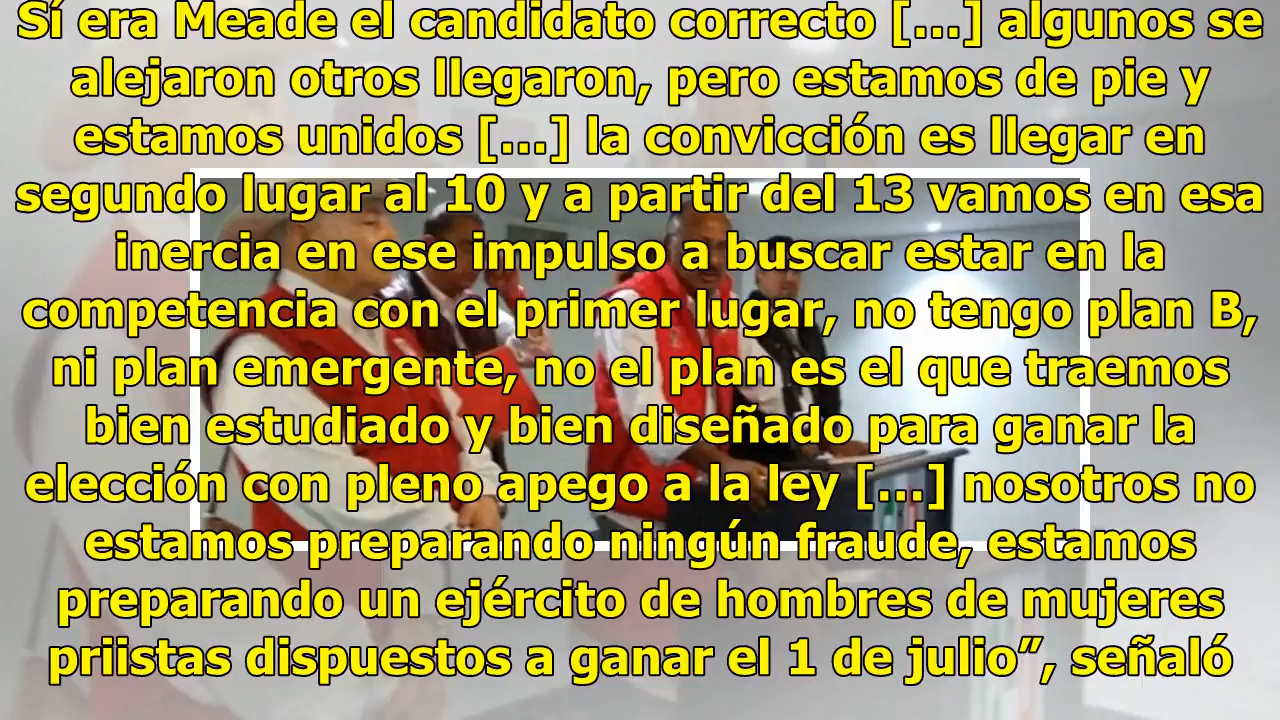 Sí era Meade el candidato correcto [...] algunos se
alejaron otros llegaron, pero estamos de pie y
estamos unidos [...] la convicción es llegar en
segundo lugar al 10 y a partir del 13 vamos en esa
inercia en ese impulso a buscar estar en la
competencia con el primer lugar, no tengo plan B,
ni plan emergente, no el plan es el que traemos
bien estudiado y bien diseñado para ganar la
elección con pleno apego a la ley [...] nosotros no
estamos preparando ningún fraude, estamos
preparando un ejército de hombres de mujeres
priistas dispuestos a ganar el 1 de julio”, señaló